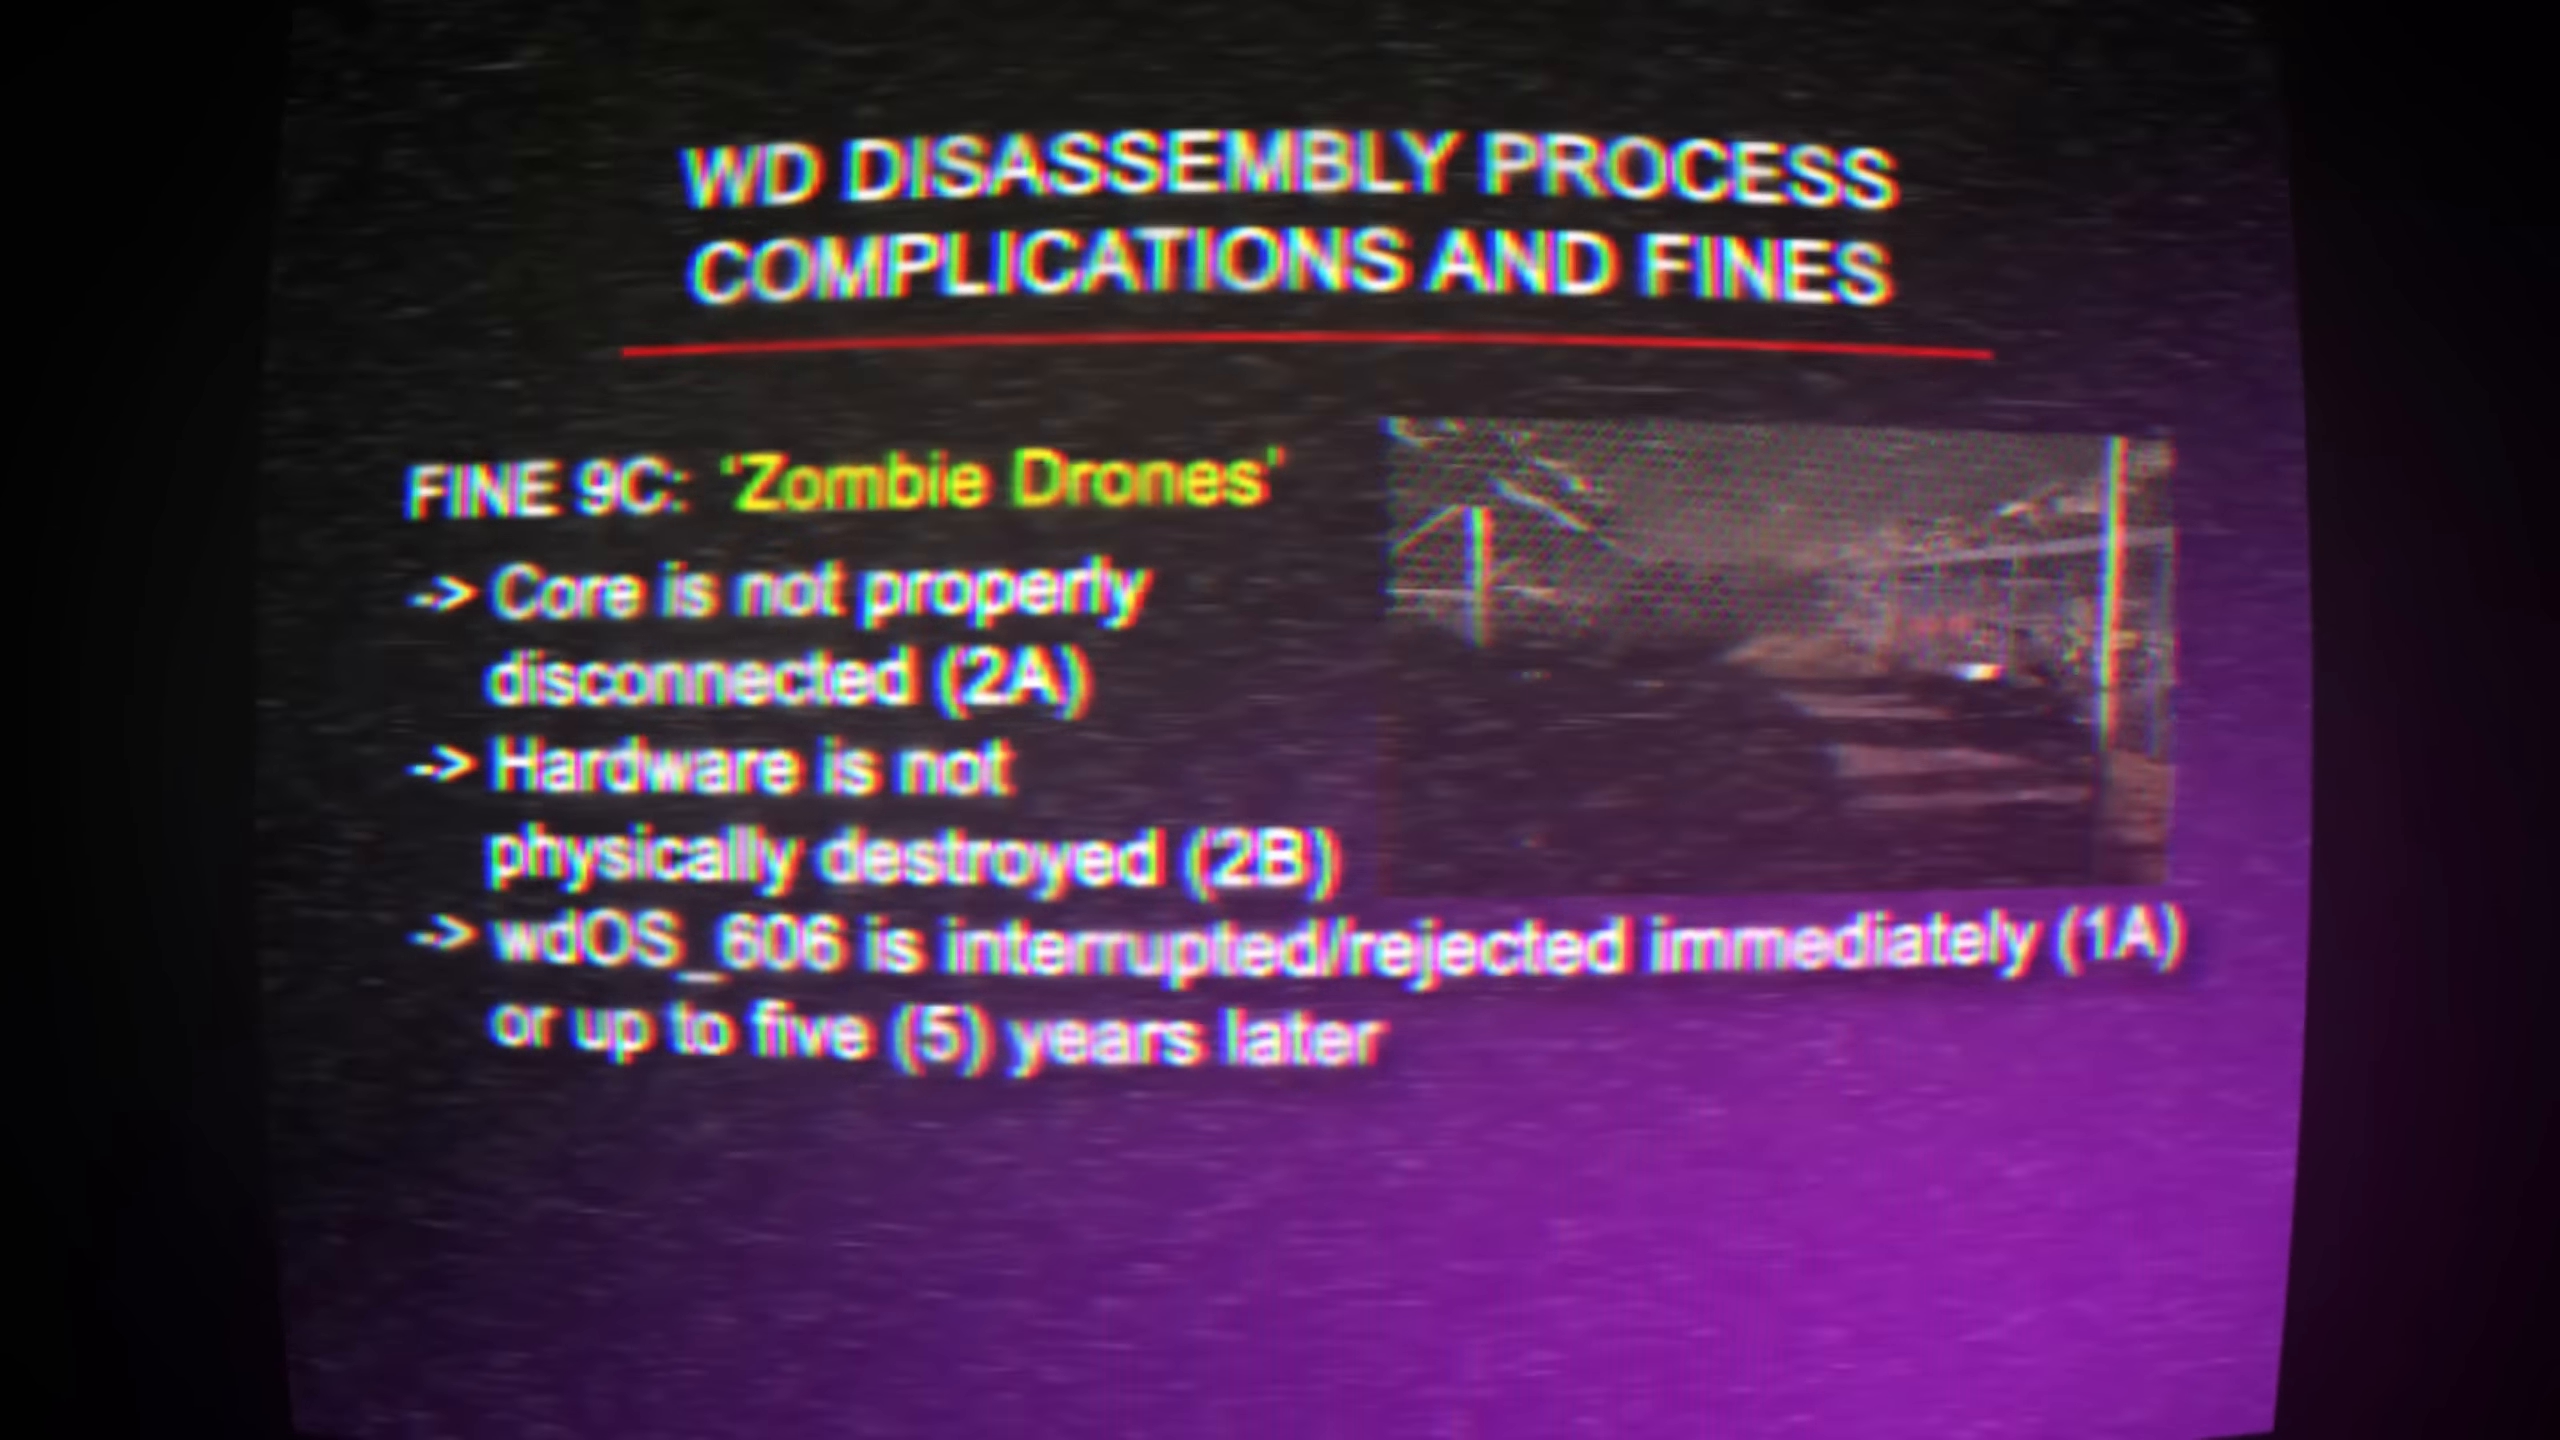 WD DISASSEMBLY PROCESS
COMPLICATIONS AND FINES
FINE 9C: 'Zombie Drones'
-> Core is not properly
disconnected (2A)
-> Hardware is not
physically destroyed (2B)
-> wdOS_606 is interrupted/rejected immediately (1A)
or up to five (5) years later